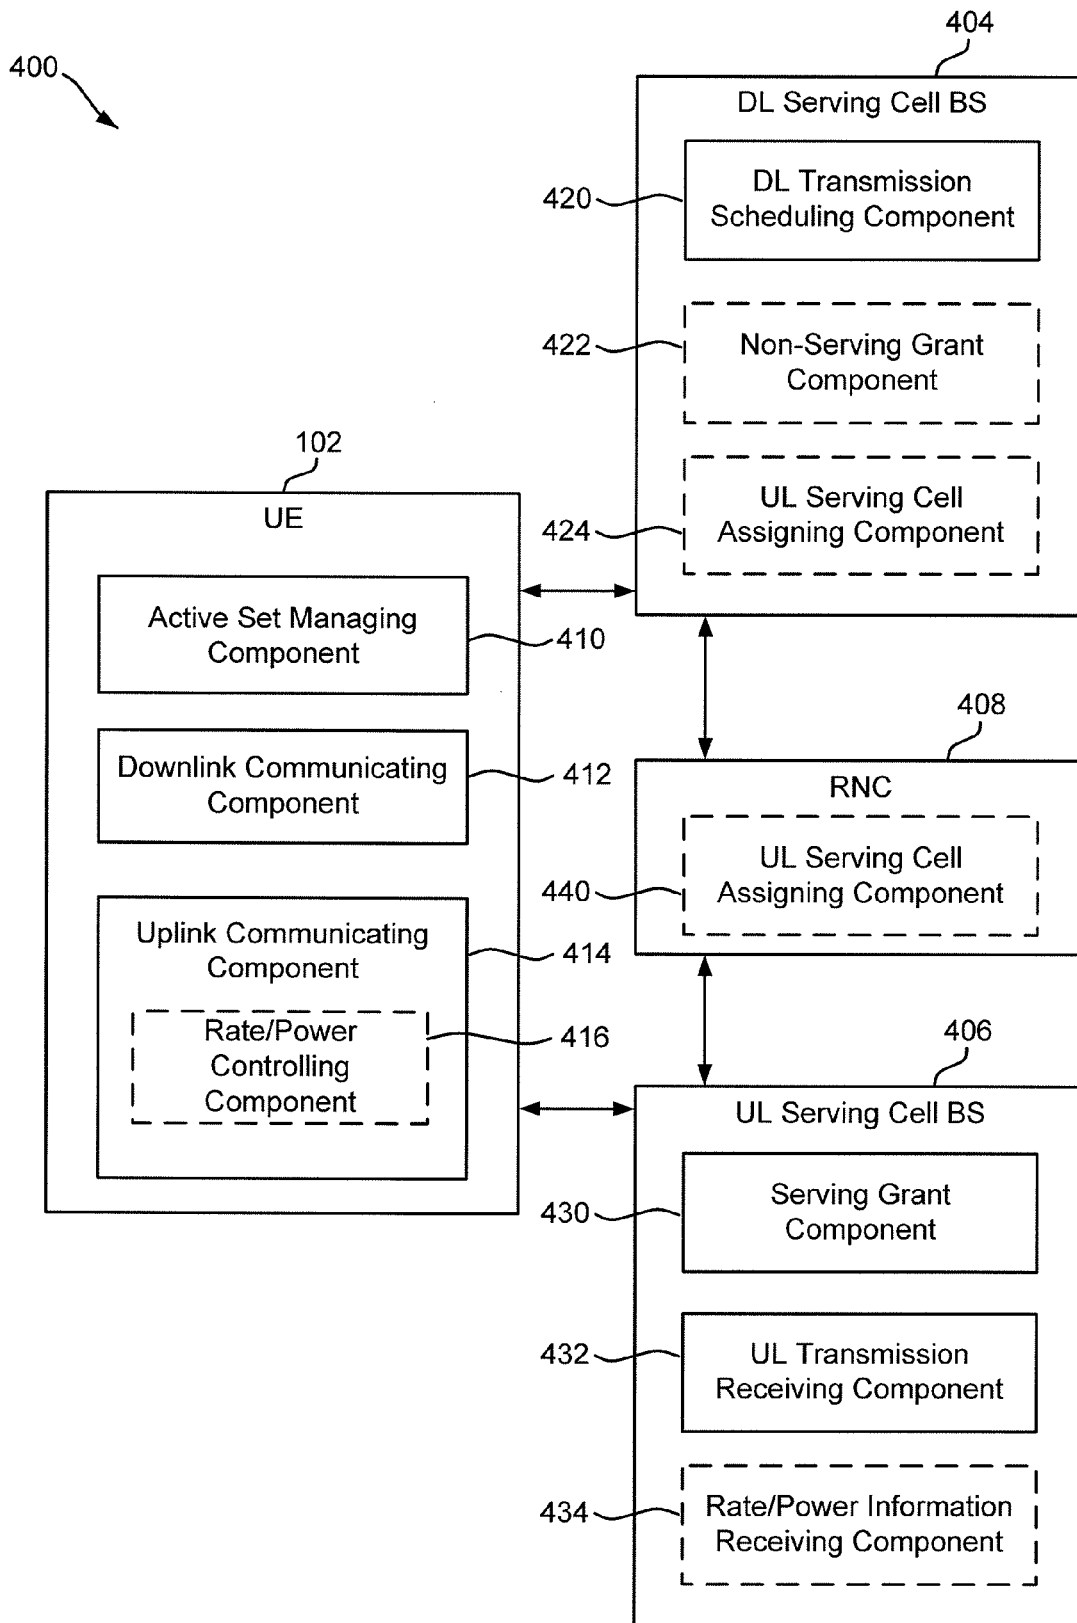 400
404
DL Serving Cell BS
420
DL Transmission
Scheduling Component
422
Non-Serving Grant
Component
424
UL Serving Cell
Assigning Component
102
UE
Active Set Managing
Component
410
Downlink Communicating
Component
412
Uplink Communicating
Component
414
Rate/Power
Controlling
Component
416
408
RNC
440
UL Serving Cell
Assigning Component
406
UL Serving Cell BS
430
Serving Grant
Component
432
UL Transmission
Receiving Component
434
Rate/Power Information
Receiving Component